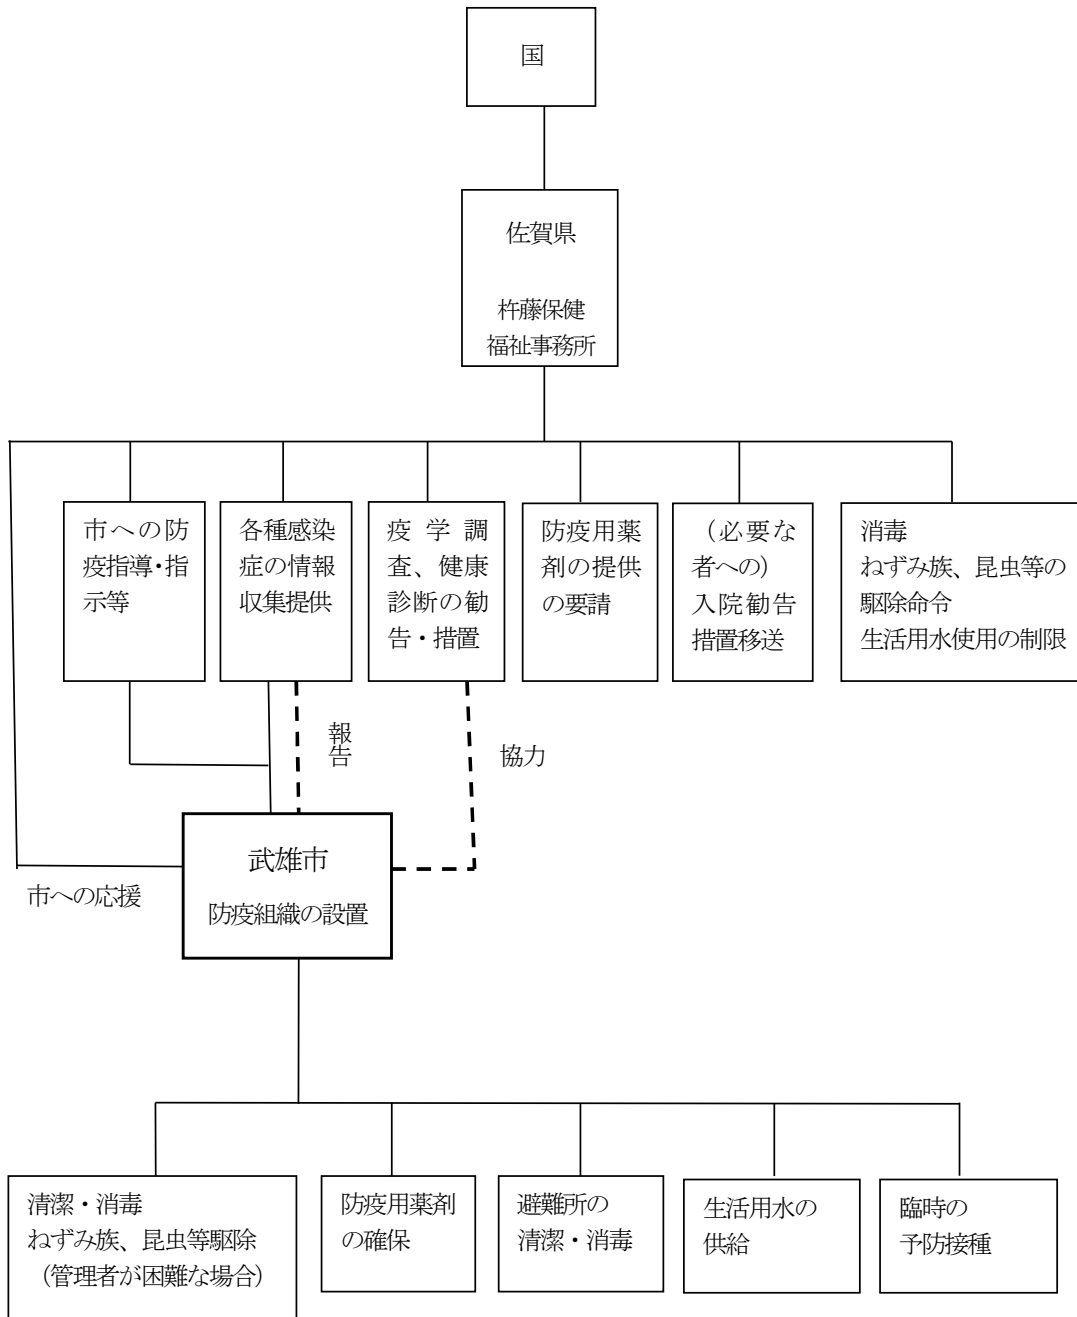 国
佐賀県
杵藤保健
福祉事務所
市への防
疫指導・指
示等
各種感染
症の情報
収集提供
疫学調
査、健康
診断の勧
告・措置
防疫用薬
剤の提供
の要請
（必要な
者への）
入院勧告
措置移送
消毒
ねずみ族、昆虫等の
駆除命令
生活用水使用の制限
報告
協力
武雄市
防疫組織の設置
市への応援
清潔・消毒
ねずみ族、昆虫等駆除
（管理者が困難な場合）
防疫用薬剤
の確保
避難所の
清潔・消毒
生活用水の
供給
臨時の
予防接種